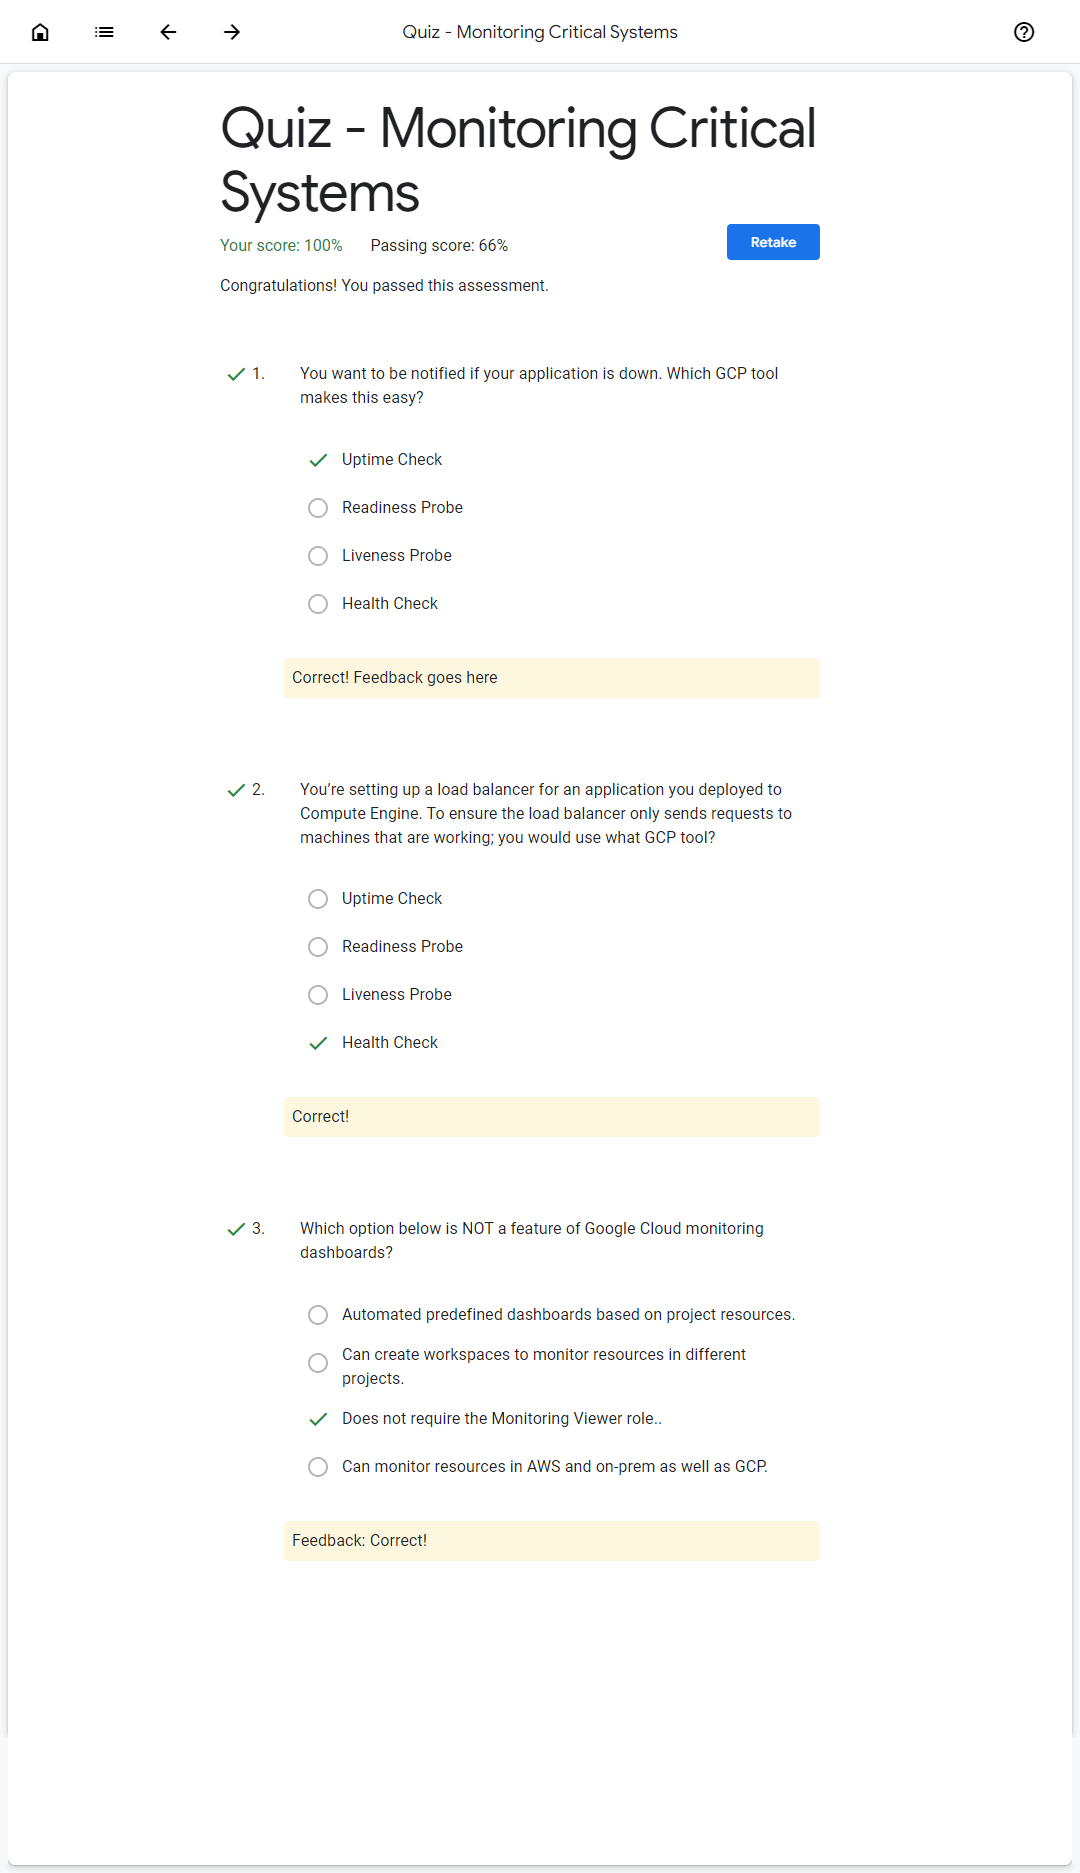 Quiz - Monitoring Critical Systems
Quiz - Monitoring Critical
Systems
Your score: 100% Passing score: 66% Retake
Congratulations! You passed this assessment.
1. You want to be notified if your application is down. Which GCP tool
makes this easy?
Uptime Check
Readiness Probe
Liveness Probe
Health Check
Correct! Feedback goes here
2. You’re setting up a load balancer for an application you deployed to
Compute Engine. To ensure the load balancer only sends requests to
machines that are working; you would use what GCP tool?
Uptime Check
Readiness Probe
Liveness Probe
Health Check
Correct!
3. Which option below is NOT a feature of Google Cloud monitoring
dashboards?
Automated predefined dashboards based on project resources.
Can create workspaces to monitor resources in different
projects.
Does not require the Monitoring Viewer role..
Can monitor resources in AWS and on-prem as well as GCP.
Feedback: Correct!